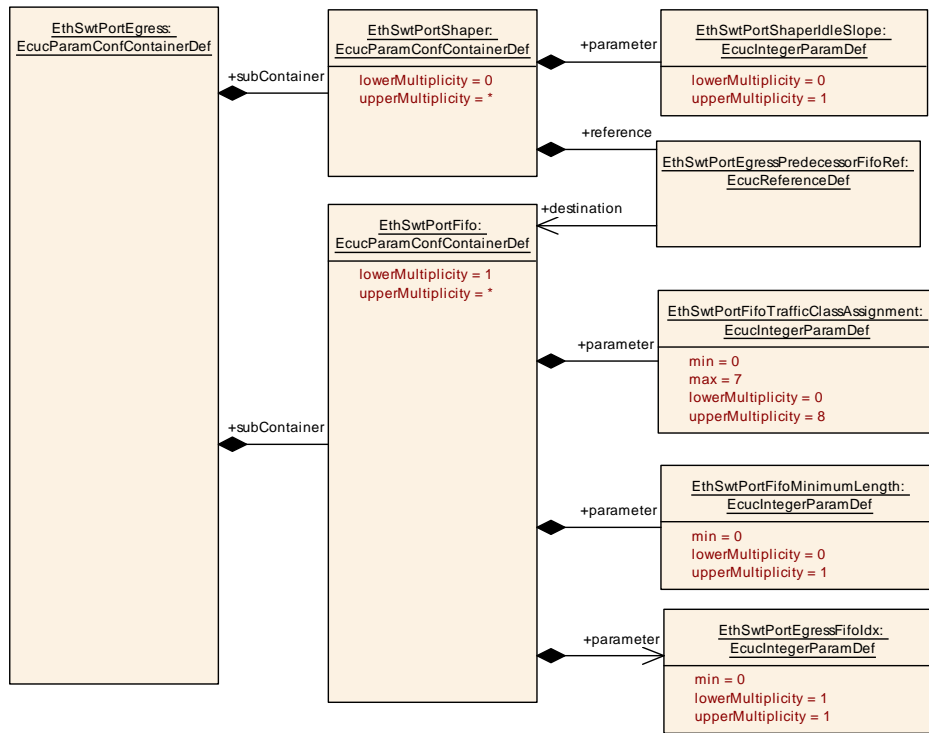 EthSwtPortEgress:
EcucParamConfContainerDef
+subContainer
EthSwtPortShaper:
EcucParamConfContainerDef
lowerMultiplicity = 0
upperMultiplicity = *
+parameter
EthSwtPortShaperIdleSlope:
EcucIntegerParamDef
lowerMultiplicity = 0
upperMultiplicity = 1
+reference
EthSwtPortEgressPredecessorFifoRef:
EcucReferenceDef
+destination
+subContainer
EthSwtPortFifo:
EcucParamConfContainerDef
lowerMultiplicity = 1
upperMultiplicity = *
+parameter
EthSwtPortFifoTrafficClassAssignment:
EcucIntegerParamDef
min = 0
max = 7
lowerMultiplicity = 0
upperMultiplicity = 8
+parameter
EthSwtPortFifoMinimumLength:
EcucIntegerParamDef
min = 0
lowerMultiplicity = 0
upperMultiplicity = 1
+parameter
EthSwtPortEgressFifoIdx:
EcucIntegerParamDef
min = 0
lowerMultiplicity = 1
upperMultiplicity = 1